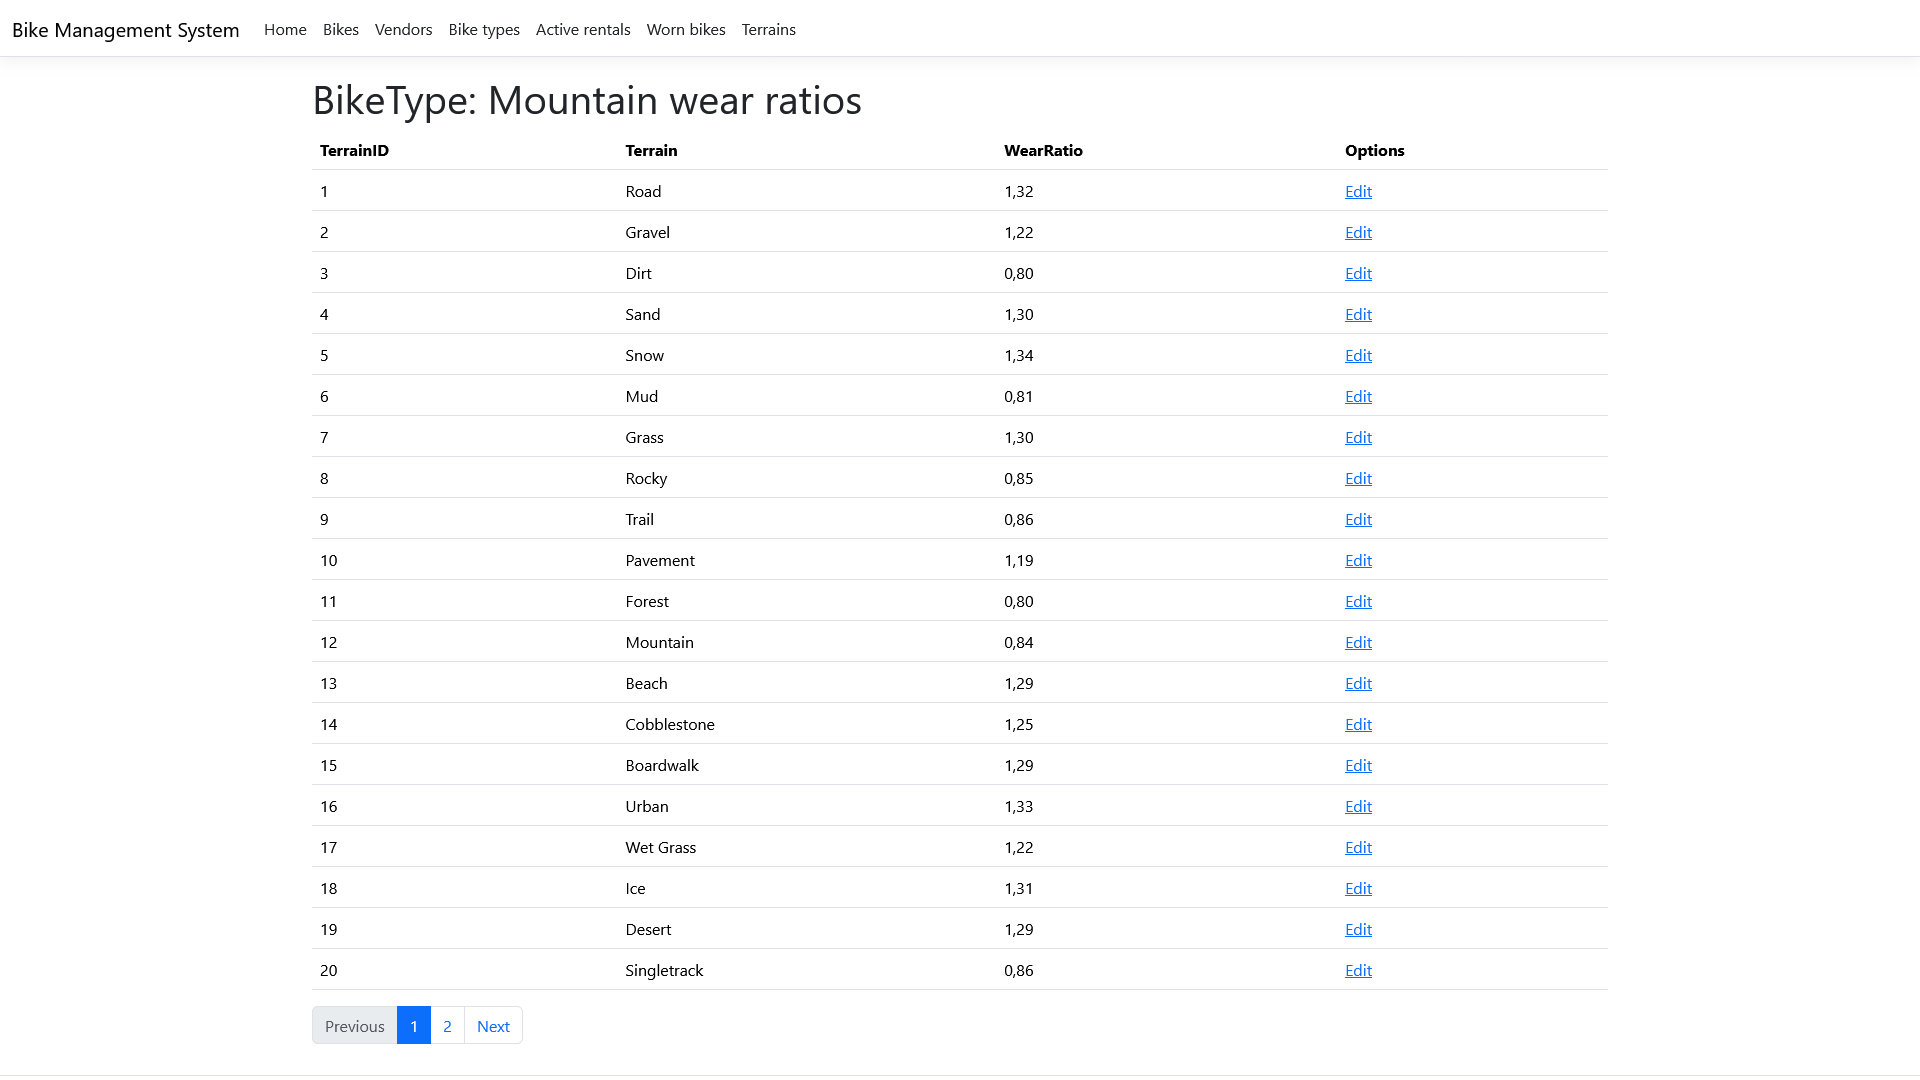 Bike Management System Home Bikes Vendors Bike types Active rentals Worn bikes Terrains
BikeType: Mountain wear ratios
TerrainID Terrain WearRatio Options
1 Road 1,32 Edit
2 Gravel 1,22 Edit
3 Dirt 0,80 Edit
4 Sand 1,30 Edit
5 Snow 1,34 Edit
6 Mud 0,81 Edit
7 Grass 1,30 Edit
8 Rocky 0,85 Edit
9 Trail 0,86 Edit
10 Pavement 1,19 Edit
11 Forest 0,80 Edit
12 Mountain 0,84 Edit
13 Beach 1,29 Edit
14 Cobblestone 1,25 Edit
15 Boardwalk 1,29 Edit
16 Urban 1,33 Edit
17 Wet Grass 1,22 Edit
18 Ice 1,31 Edit
19 Desert 1,29 Edit
20 Singletrack 0,86 Edit
Previous 1 2 Next